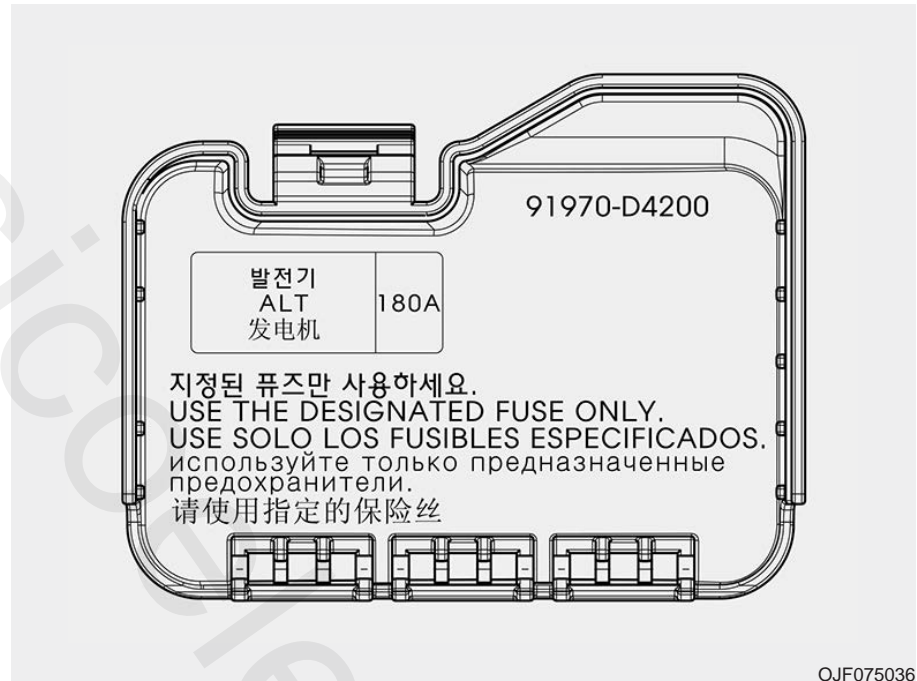 91970-D4200
발전기
ALT
发电机
180A
지정된 퓨즈만 사용하세요.
USE THE DESIGNATED FUSE ONLY.
USE SOLO LOS FUSIBLES ESPECIFICADOS.
используйте только предназначенные
предохранители.
请使用指定的保险丝
OJF075036